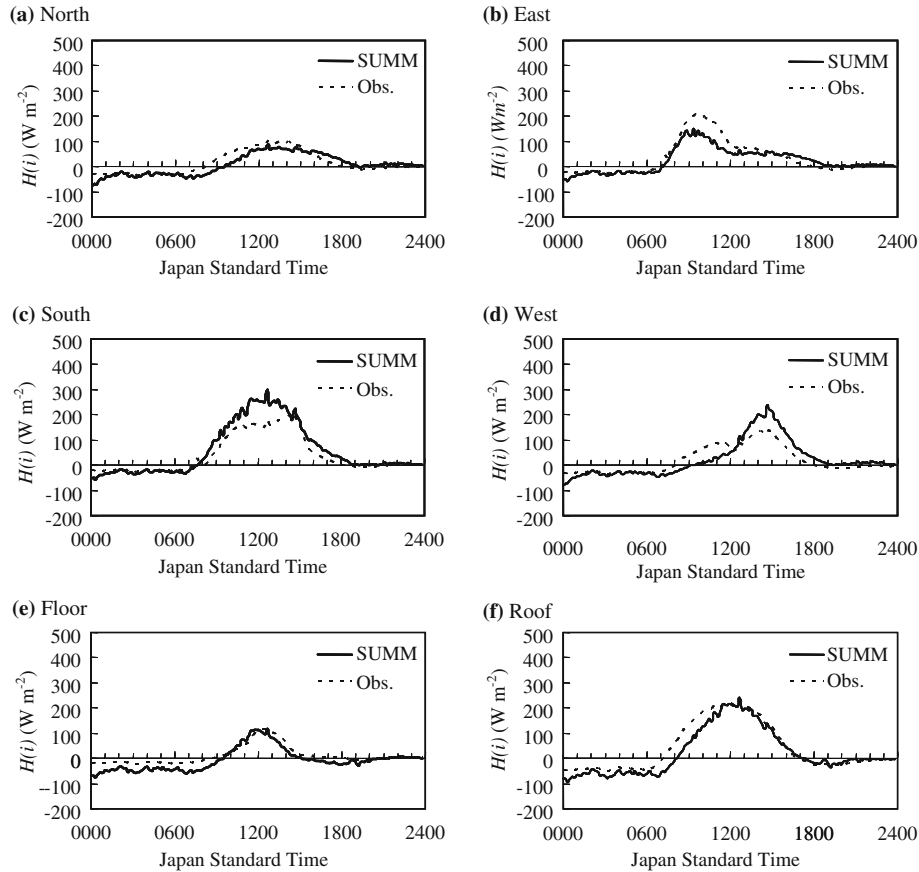 (a) North
500
400
300
200
100
0
-100
-200
H(i) (W m-2)
SUMM
Obs.
0000 0600 1200 1800 2400
Japan Standard Time
(b) East
500
400
300
200
100
0
-100
-200
H(i) (Wm-2)
SUMM
Obs.
0000 0600 1200 1800 2400
Japan Standard Time
(c) South
500
400
300
200
100
0
-100
-200
H(i) (W m-2)
SUMM
Obs.
0000 0600 1200 1800 2400
Japan Standard Time
(d) West
500
400
300
200
100
0
-100
-200
H(i) (W m-2)
SUMM
Obs.
0000 0600 1200 1800 2400
Japan Standard Time
(e) Floor
500
400
300
200
100
0
--100
-200
H(i) (W m-2)
SUMM
Obs.
0000 0600 1200 1800 2400
Japan Standard Time
(f) Roof
500
400
300
200
100
0
-100
-200
H(i) (W m-2)
SUMM
Obs.
0000 0600 1200 1800 2400
Japan Standard Time